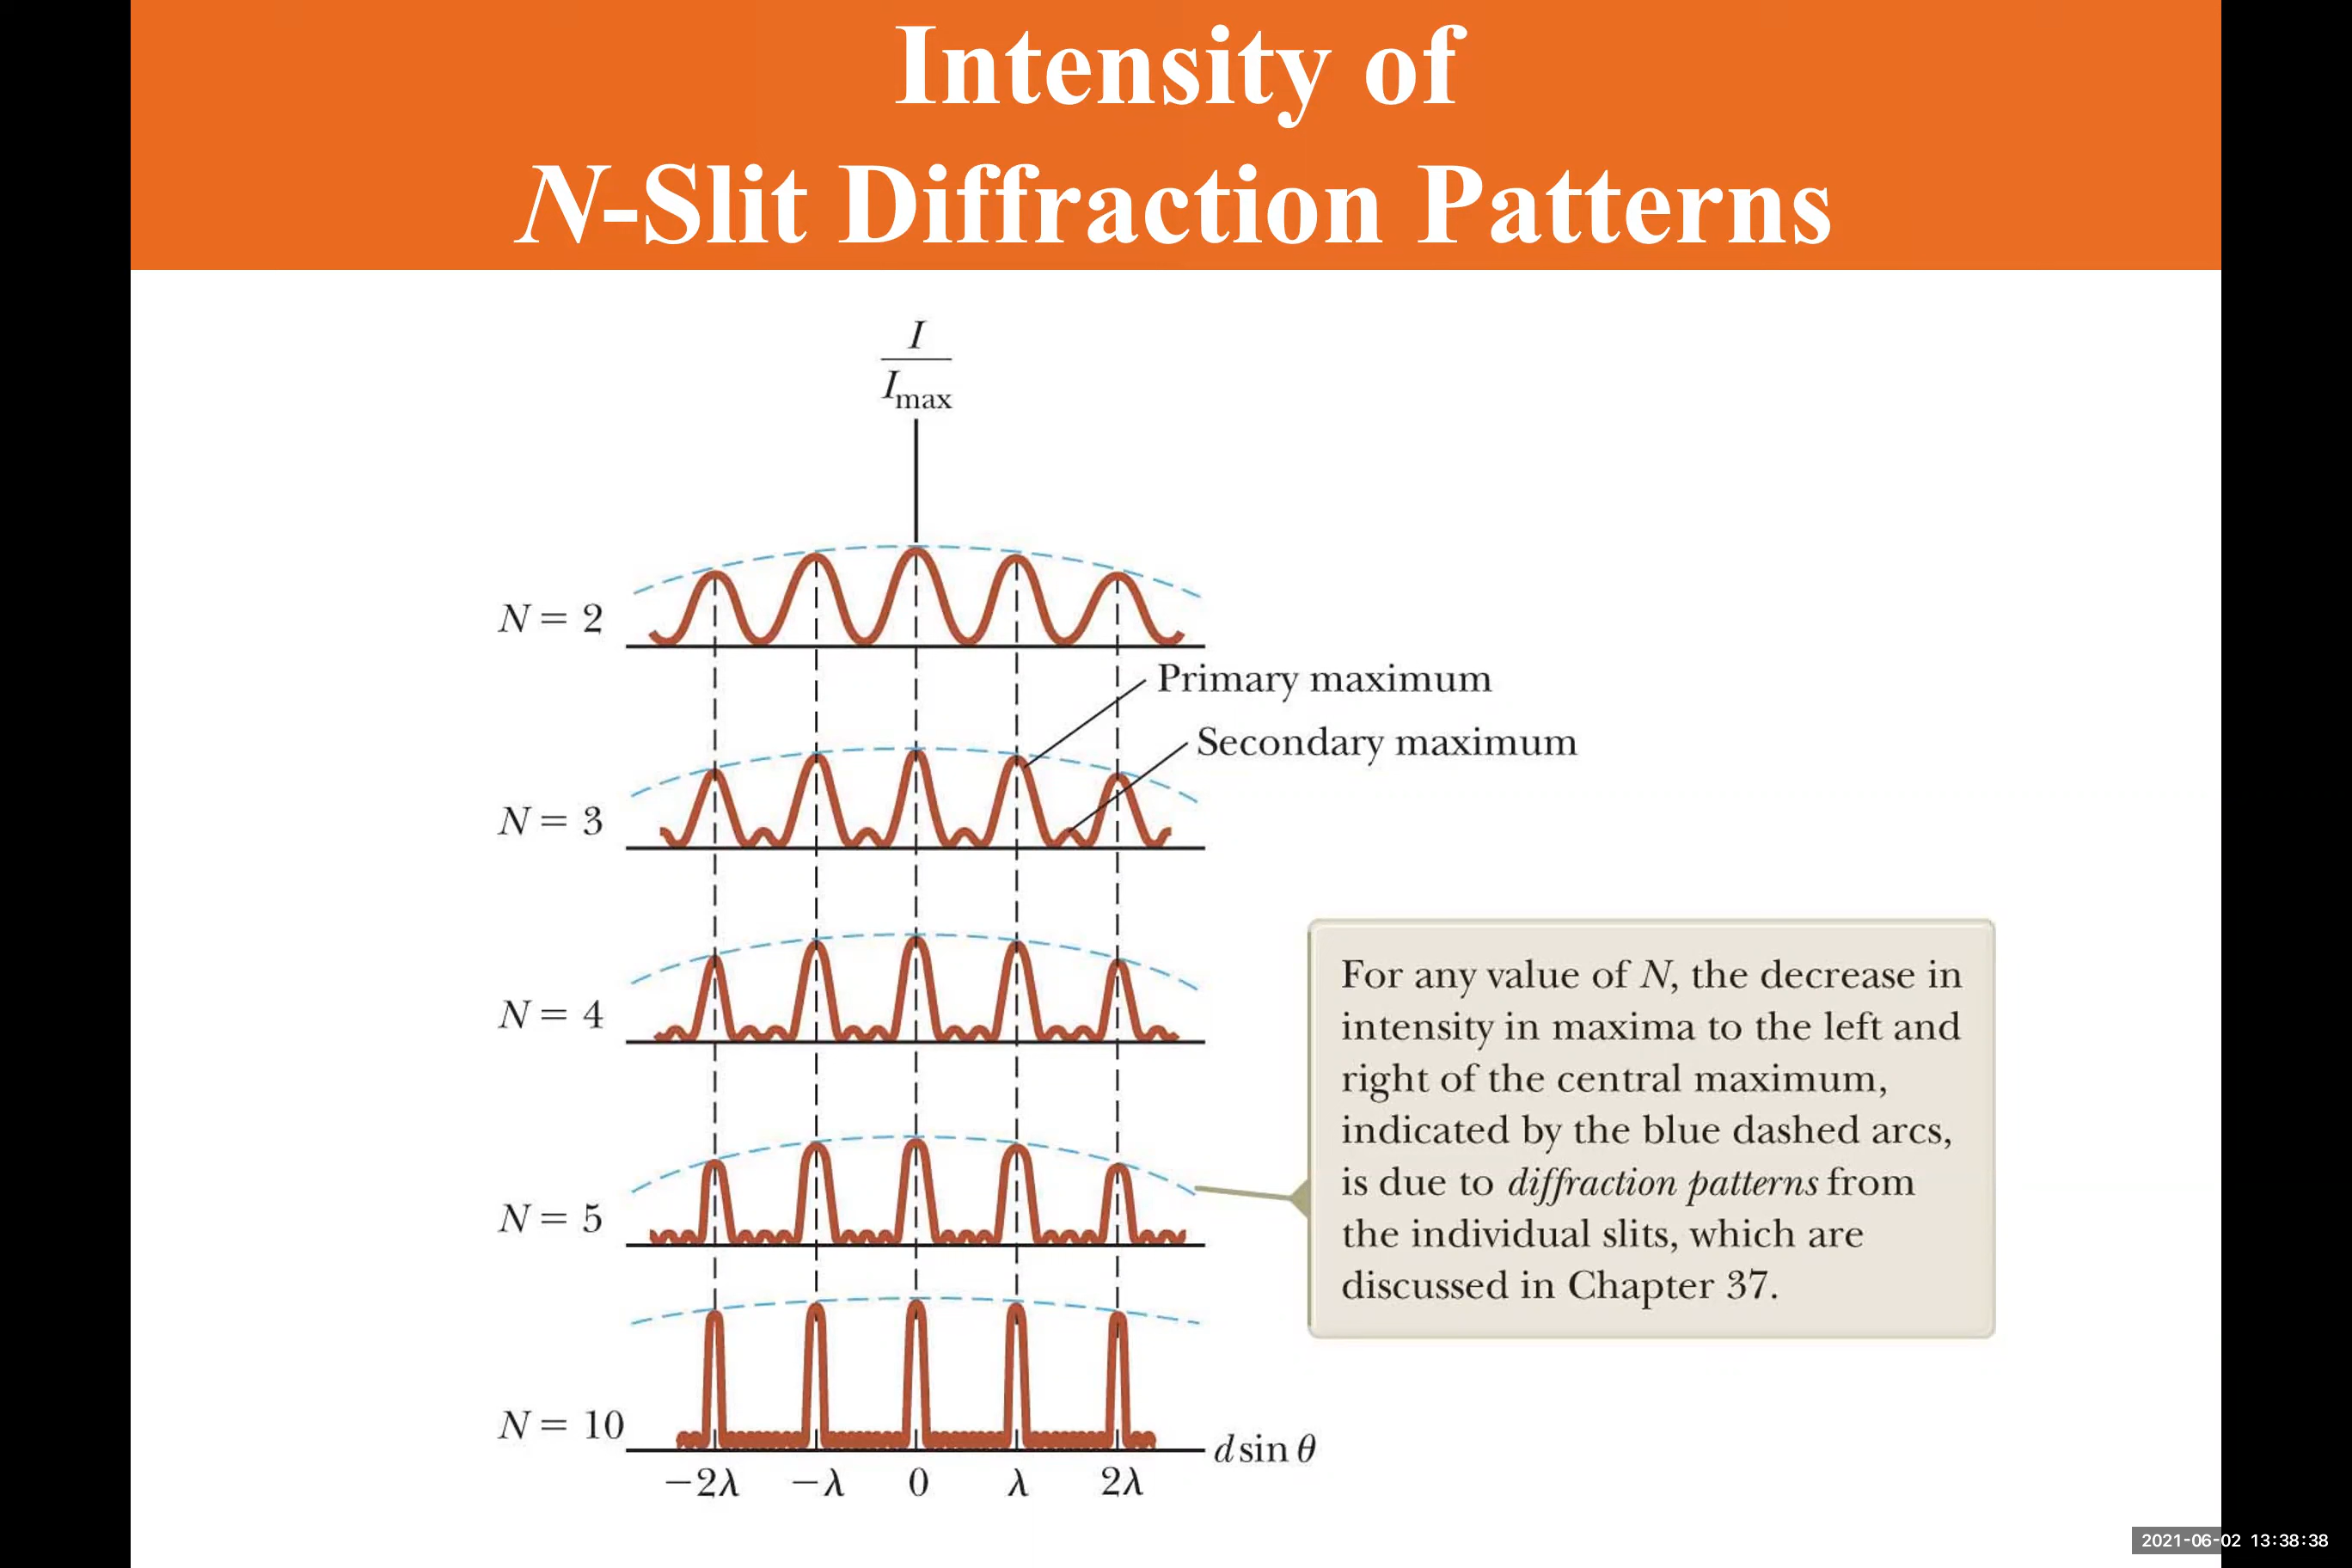 Intensity of
N-Slit Diffraction Patterns
I
Imax
N = 2
Primary maximum
Secondary maximum
N = 3
N = 4
For any value of N, the decrease in
intensity in maxima to the left and
right of the central maximum,
indicated by the blue dashed arcs,
is due to diffraction patterns from
the individual slits, which are
discussed in Chapter 37.
N = 5
N = 10
d sin θ
−2λ −λ 0 λ 2λ
2021-06-02 13:38:38